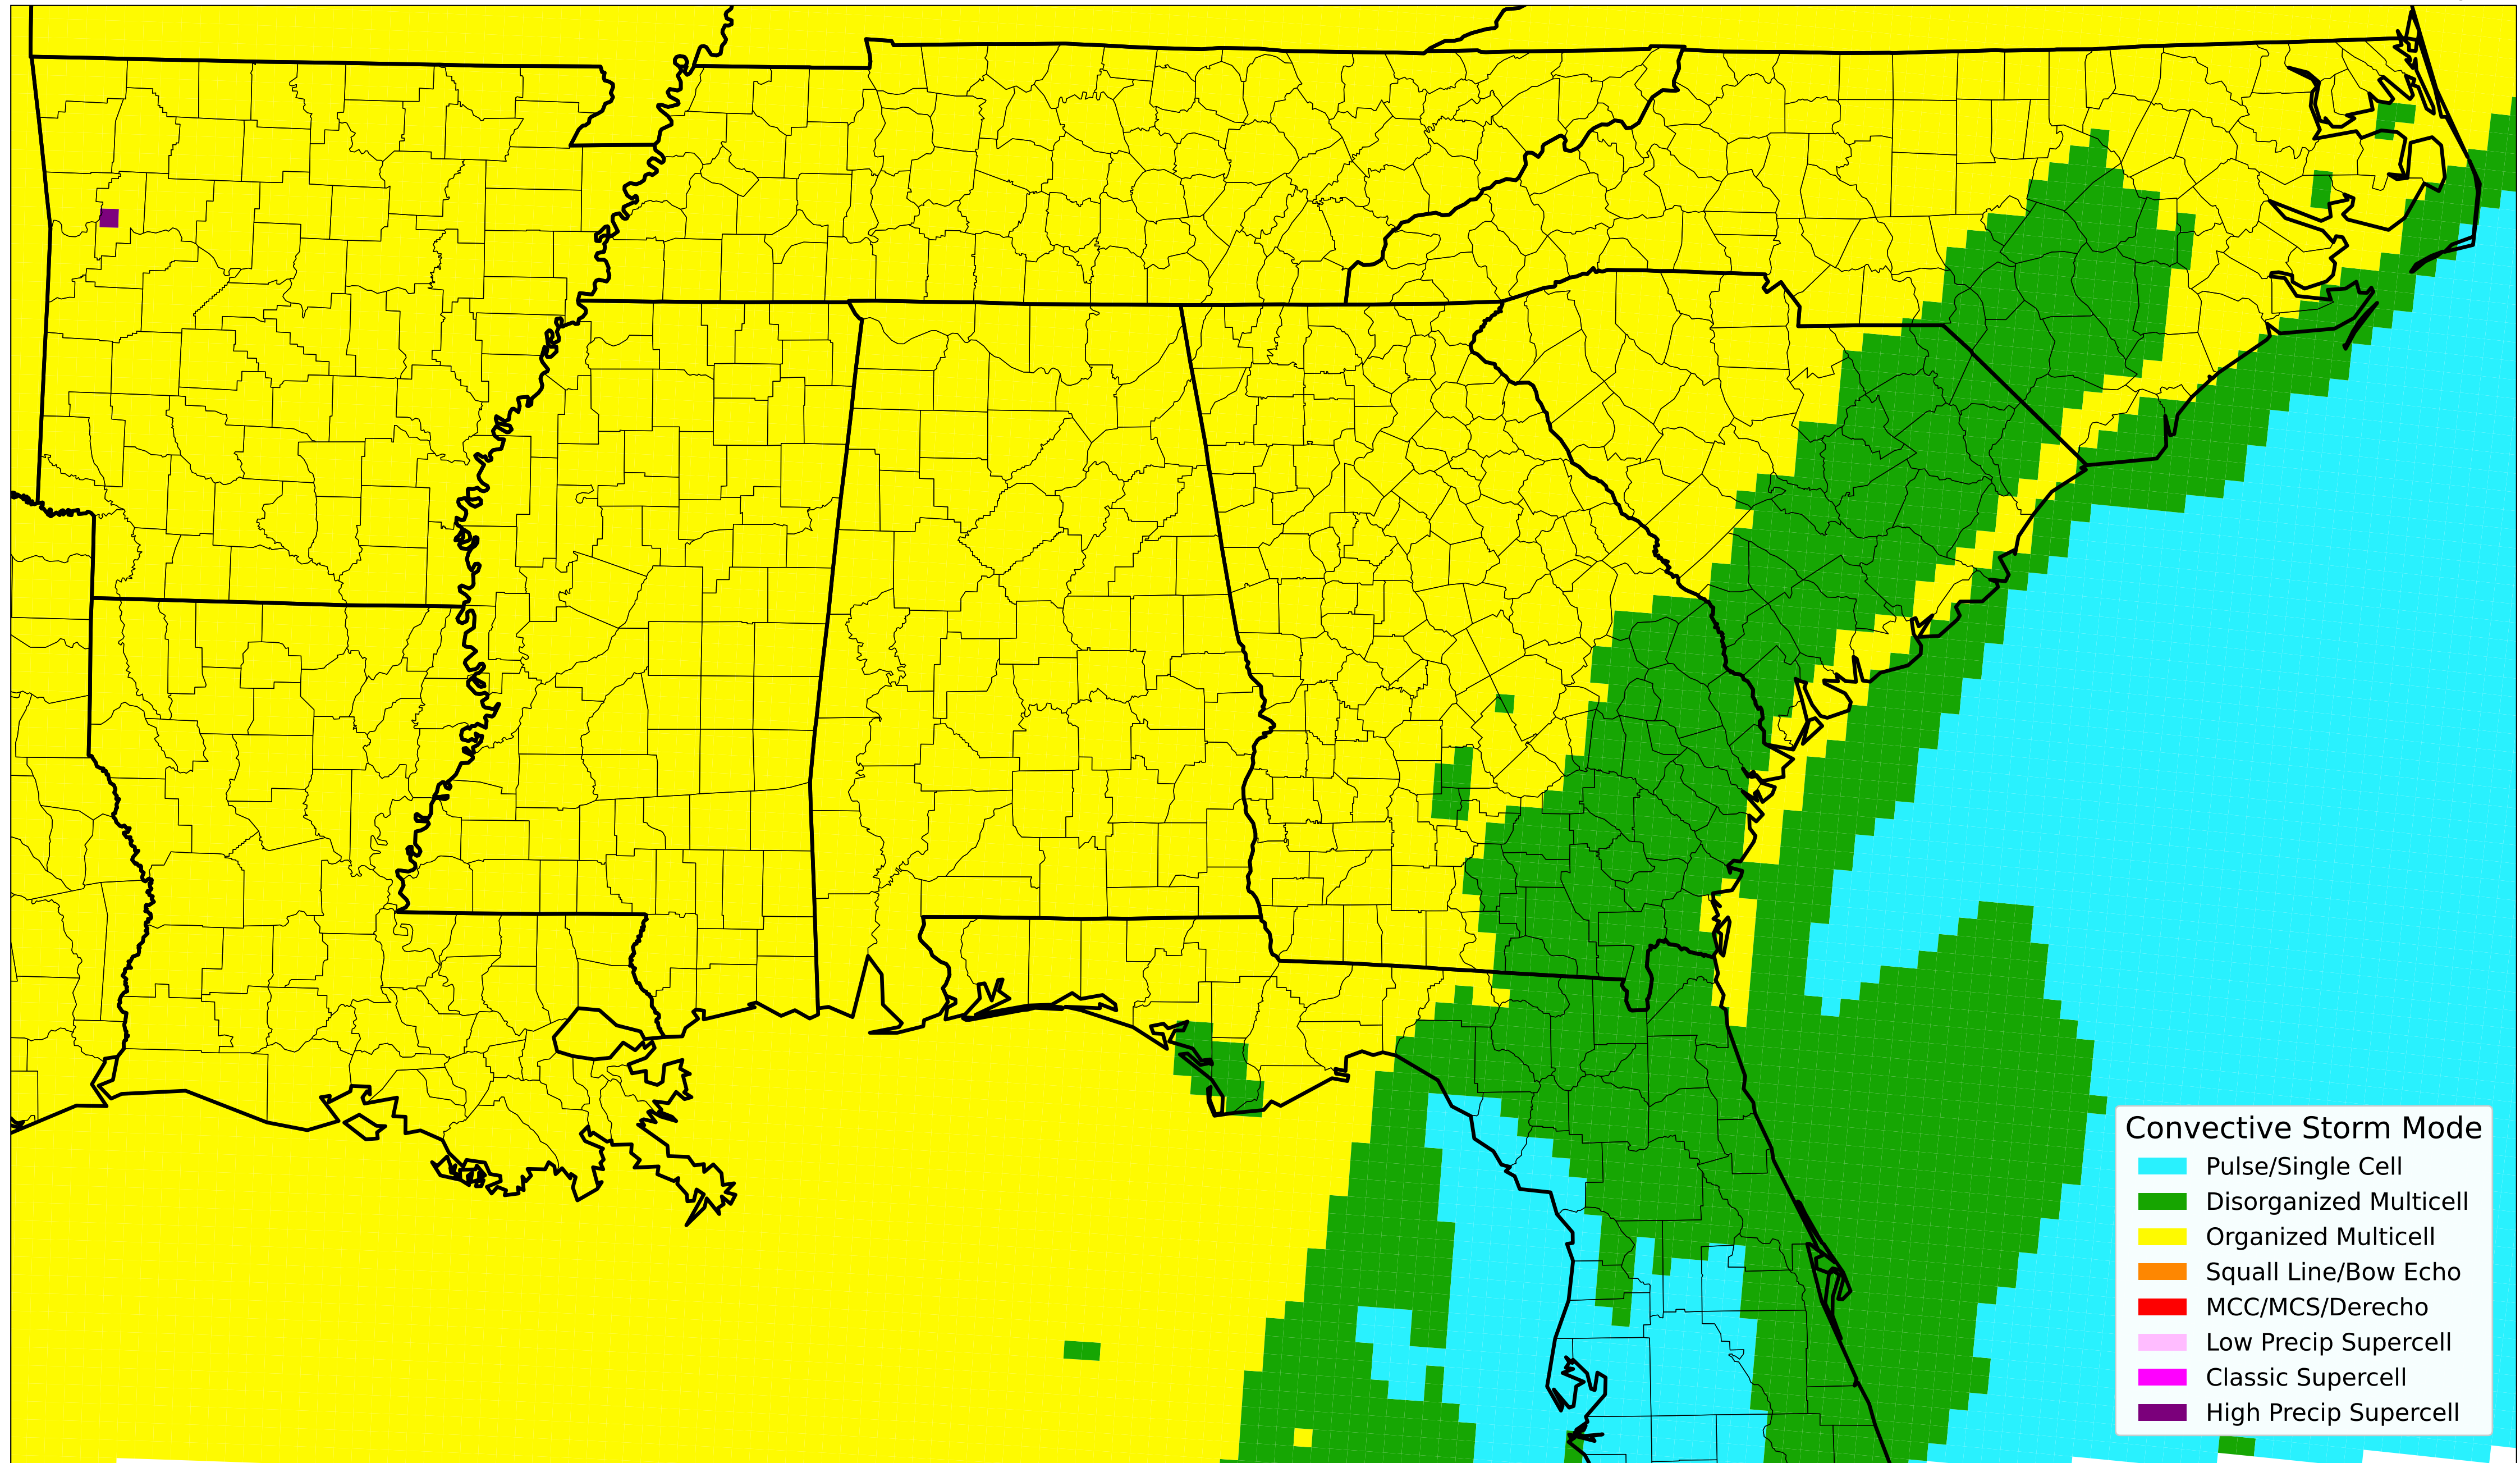 Convective Storm Mode
Pulse/Single Cell
Disorganized Multicell
Organized Multicell
Squall Line/Bow Echo
MCC/MCS/Derecho
Low Precip Supercell
Classic Supercell
High Precip Supercell